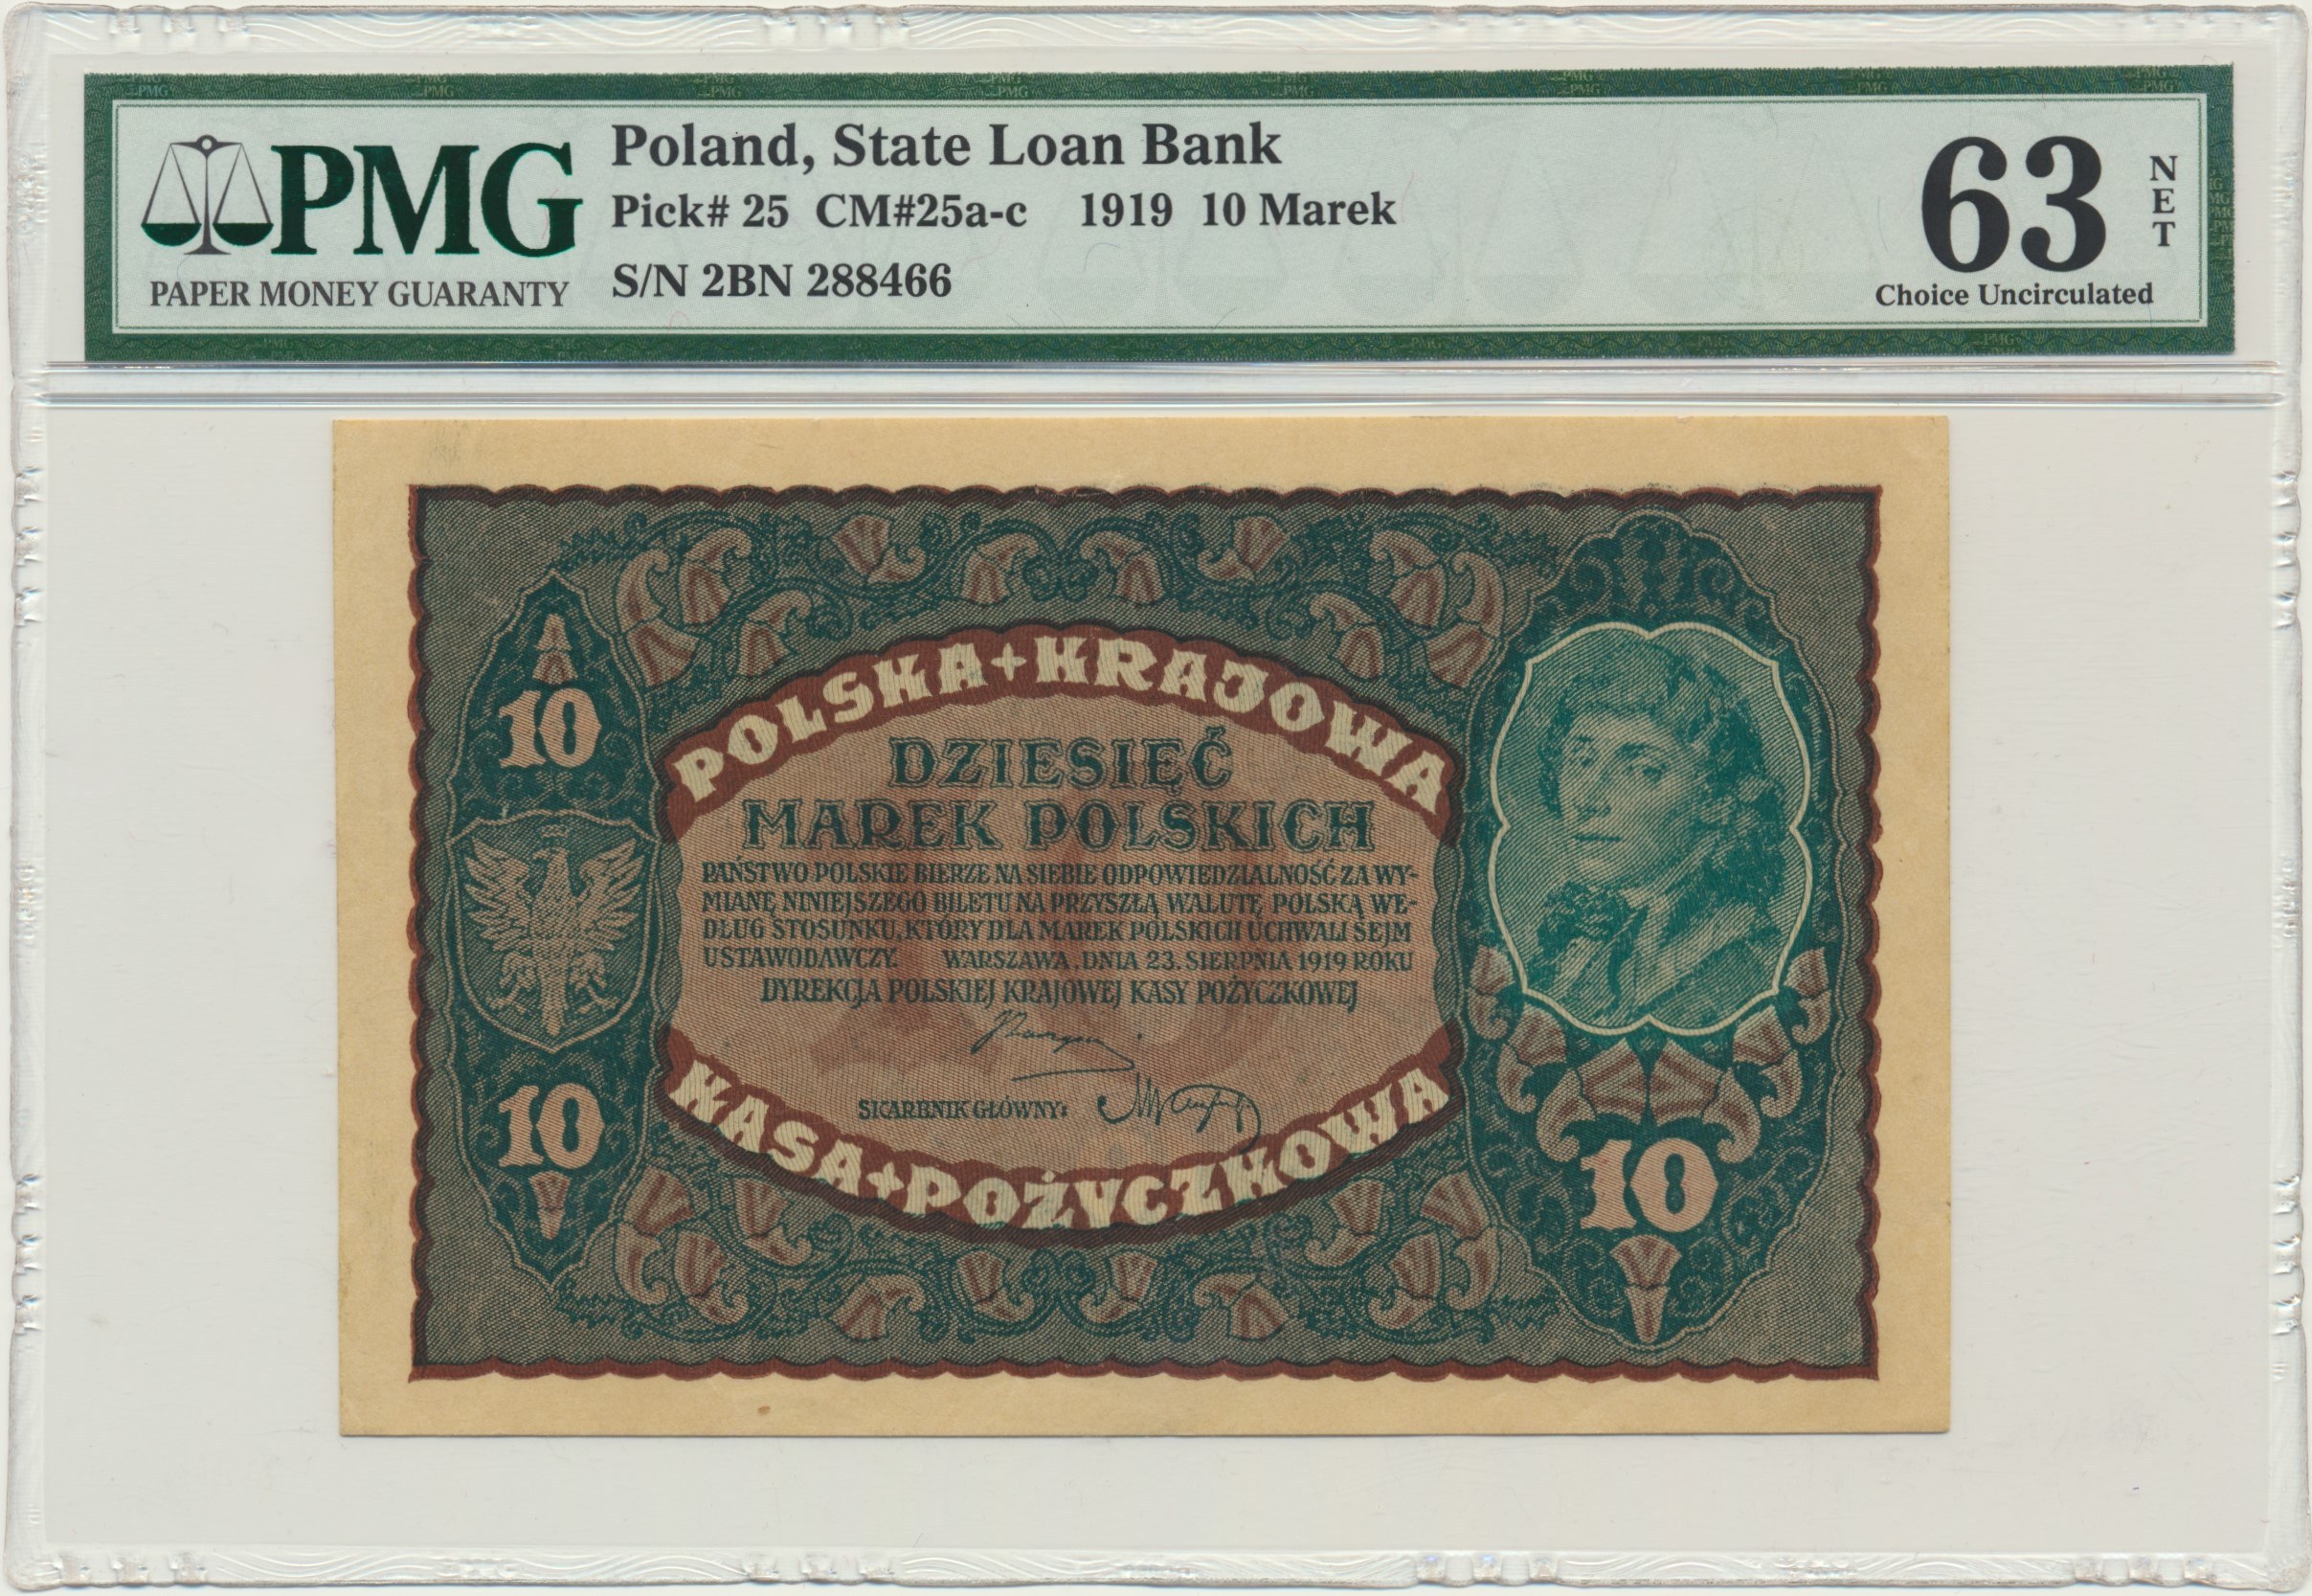 PMG
PAPER MONEY GUARANTY
Poland, State Loan Bank
Pick# 25 CM#25a-c 1919 10 Marek
S/N 2BN 288466
63
NET
Choice Uncirculated
10
POLSKA + KRAJOWA
DZIESIĘĆ
MAREK POLSKICH
PAŃSTWO POLSKIE BIERZE NA SIEBIE ODPOWIEDZIALNOŚĆ ZA WY-
MIANĘ NINIEJSZEGO BILETU NA PRZYSZŁĄ WALUTĘ POLSKĄ WE-
DŁUG STOSUNKU, KTÓRY DLA MAREK POLSKICH UCHWALI SEJM
USTAWODAWCZY. WARSZAWA, DNIA 23. SIERPNIA 1919 ROKU
DYREKCJA POLSKIEJ KRAJOWEJ KASY POŻYCZKOWEJ
SKARBNIK GŁÓWNY:
KASA + POŻYCZKOWA
10
10